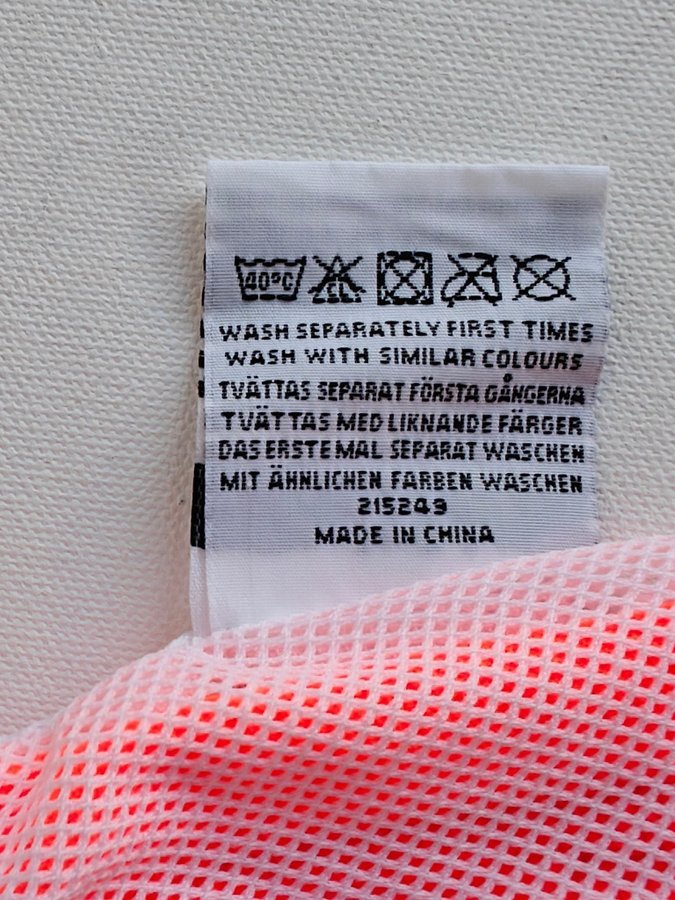 40°C
WASH SEPARATELY FIRST TIMES
WASH WITH SIMILAR COLOURS
TVÄTTAS SEPARAT FÖRSTA GÅNGERNA
TVÄTTAS MED LIKNANDE FÄRGER
DAS ERSTE MAL SEPARAT WASCHEN
MIT ÄHNLICHEN FARBEN WASCHEN
215249
MADE IN CHINA